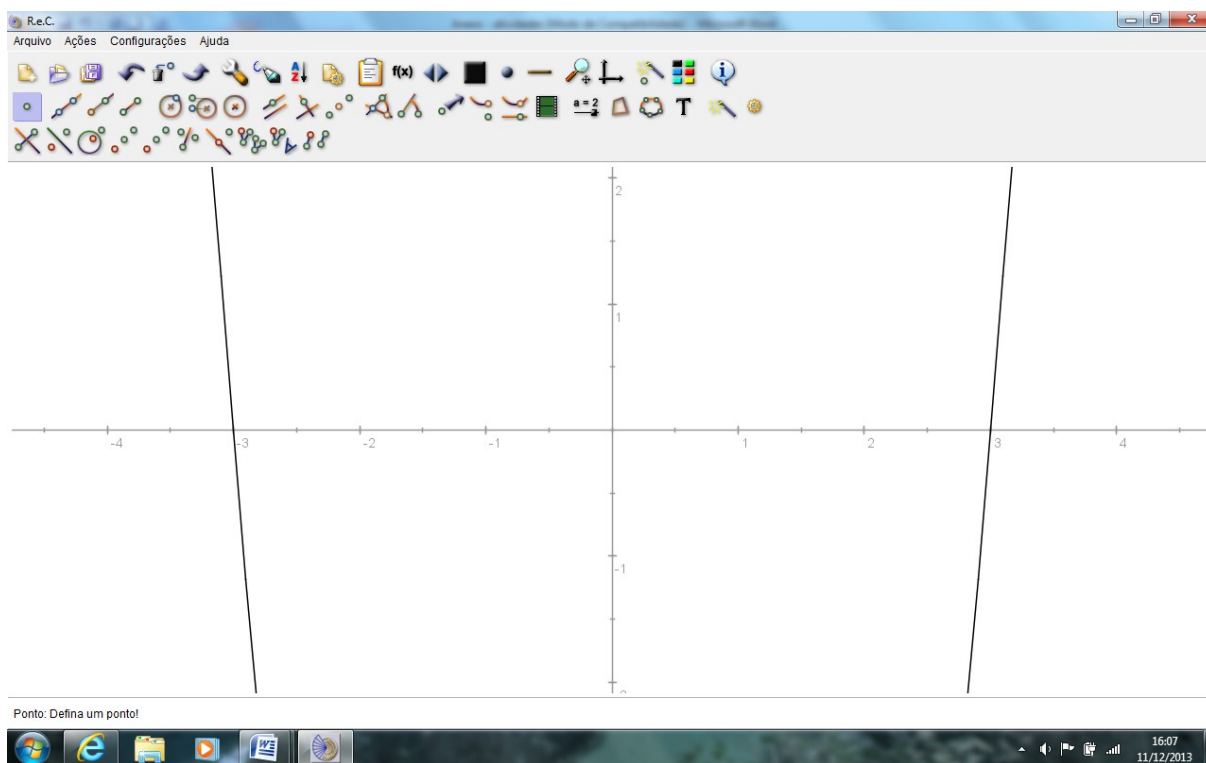 R.e.C.
Arquivo Ações Configurações Ajuda
f(x)
a = 2
T
2
1
-4 -3 -2 -1 1 2 3 4
-1
Ponto: Defina um ponto!
16:07
11/12/2013